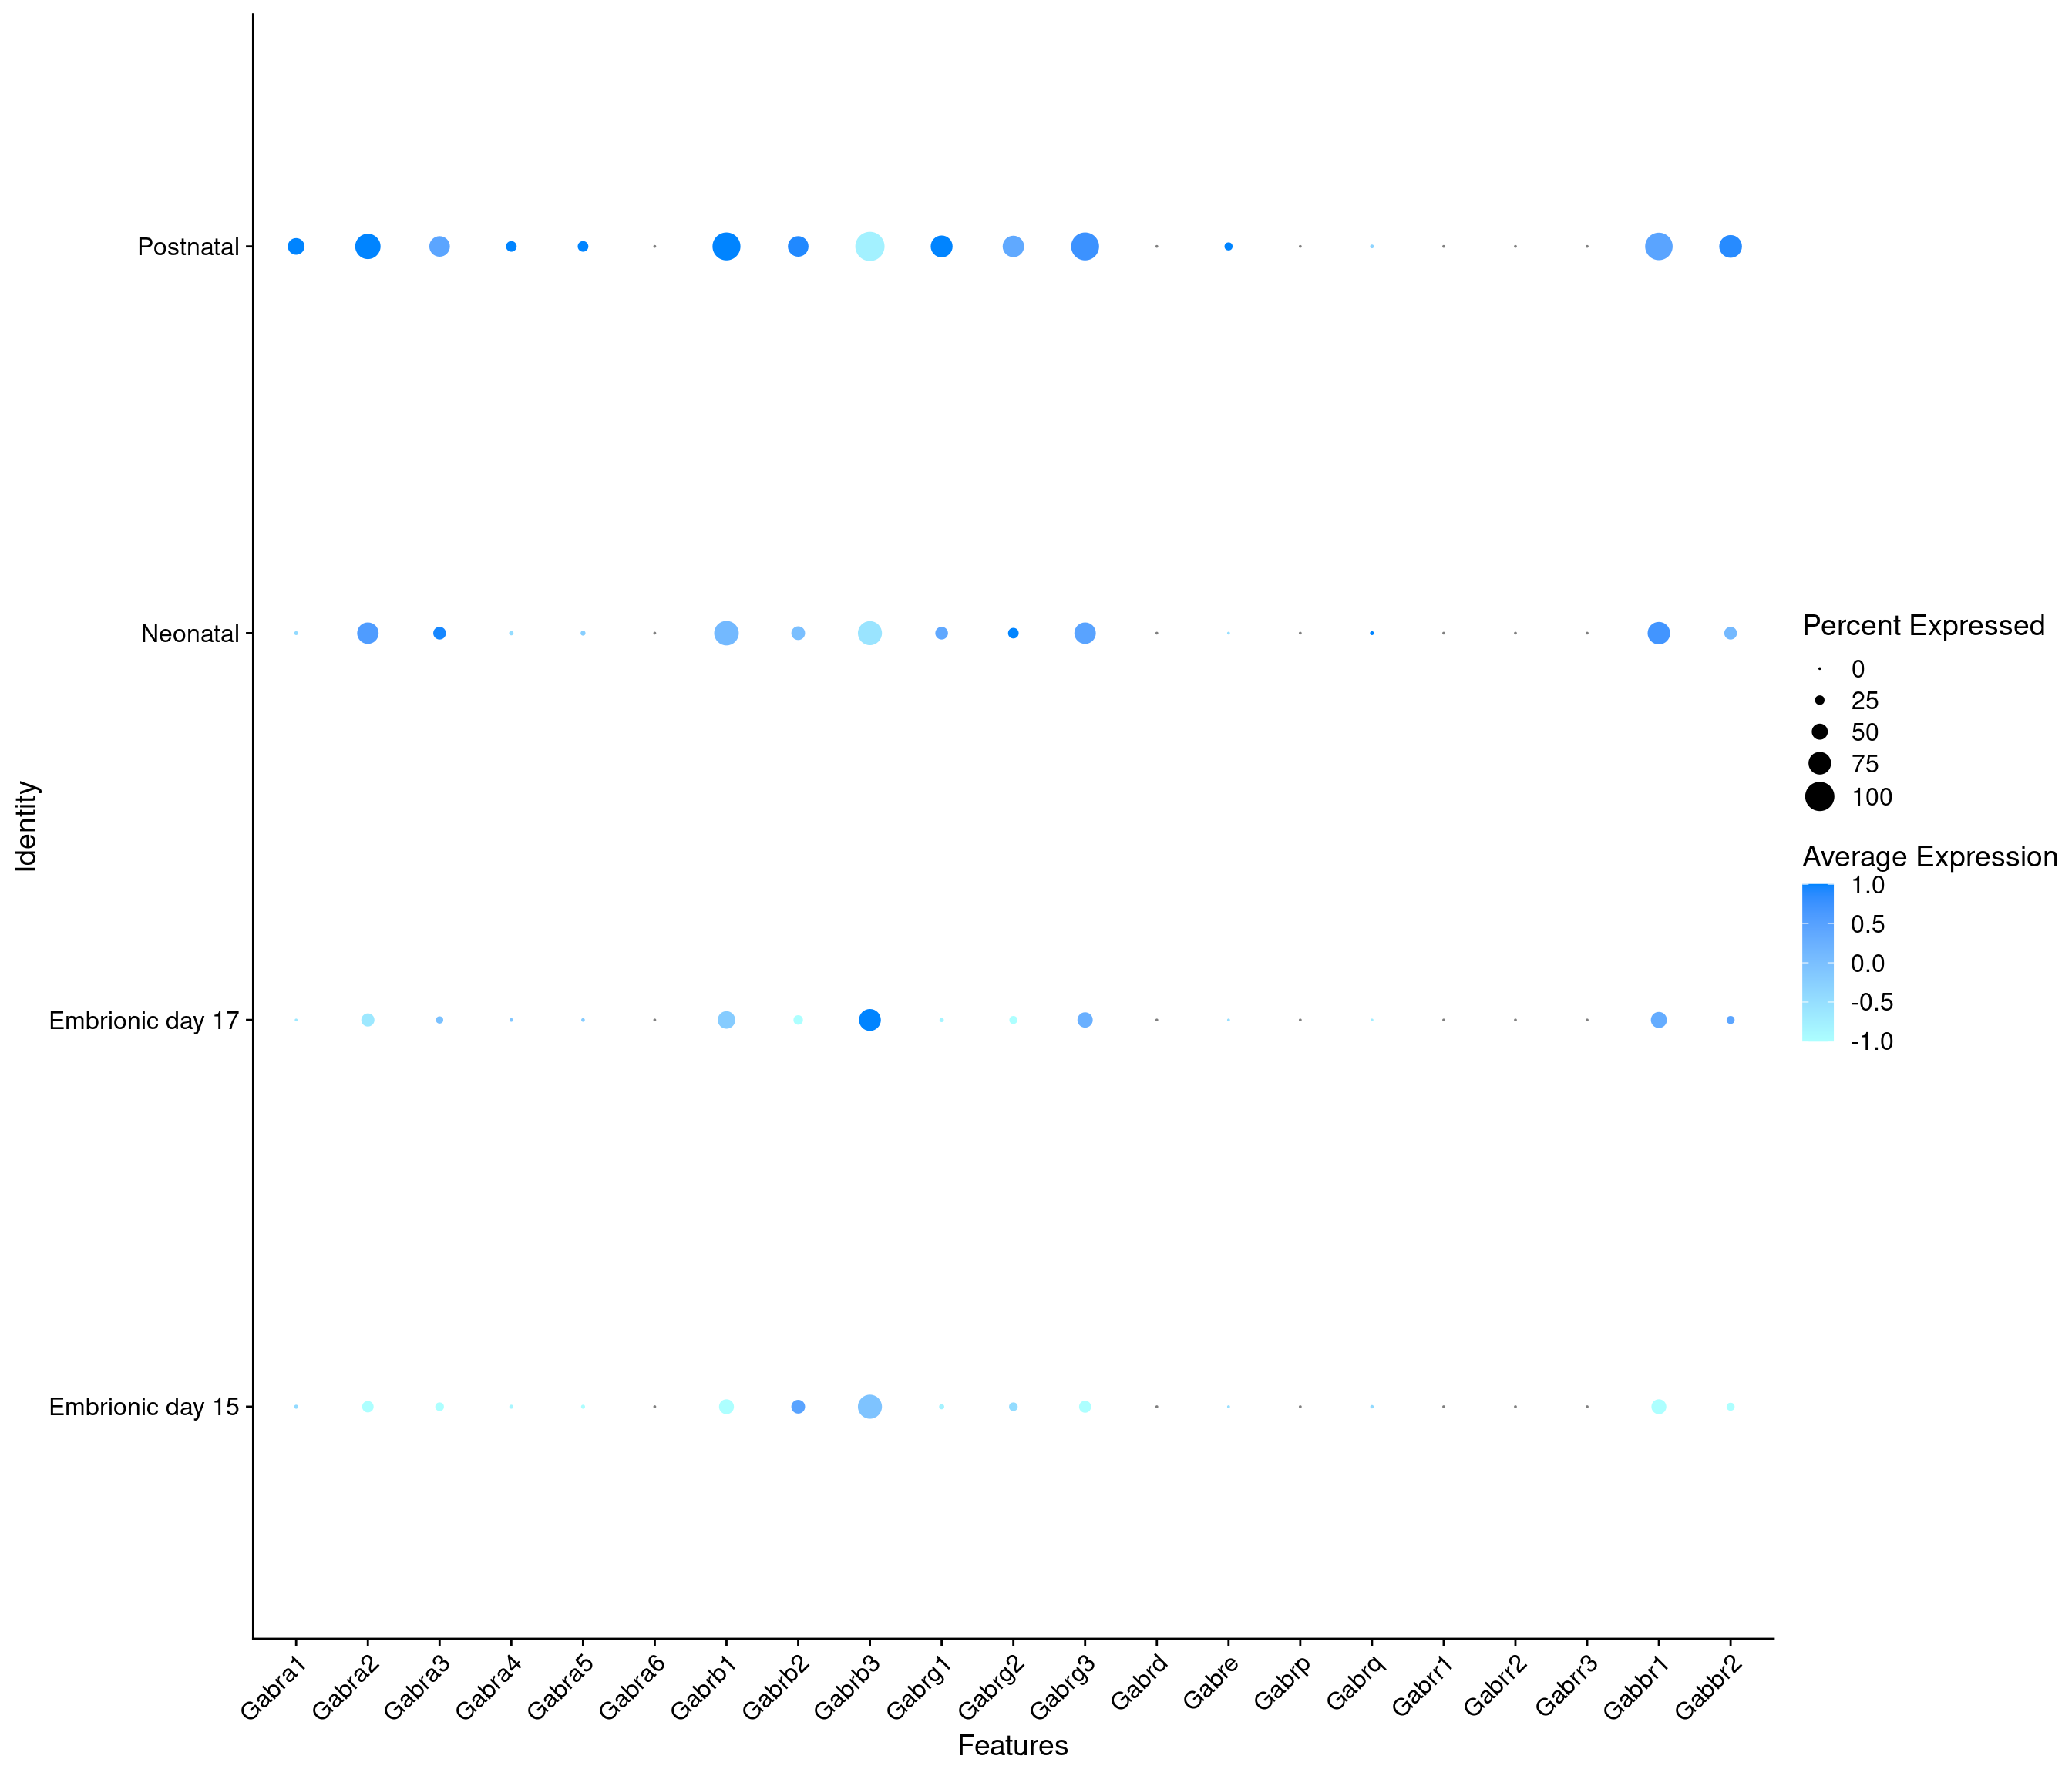 Postnatal
Neonatal
Embrionic day 17
Embrionic day 15
Identity
Gabra1
Gabra2
Gabra3
Gabra4
Gabra5
Gabra6
Gabrb1
Gabrb2
Gabrb3
Gabrg1
Gabrg2
Gabrg3
Gabrd
Gabre
Gabrp
Gabrq
Gabrr1
Gabrr2
Gabrr3
Gabbr1
Gabbr2
Features
Percent Expressed
0
25
50
75
100
Average Expression
1.0
0.5
0.0
-0.5
-1.0